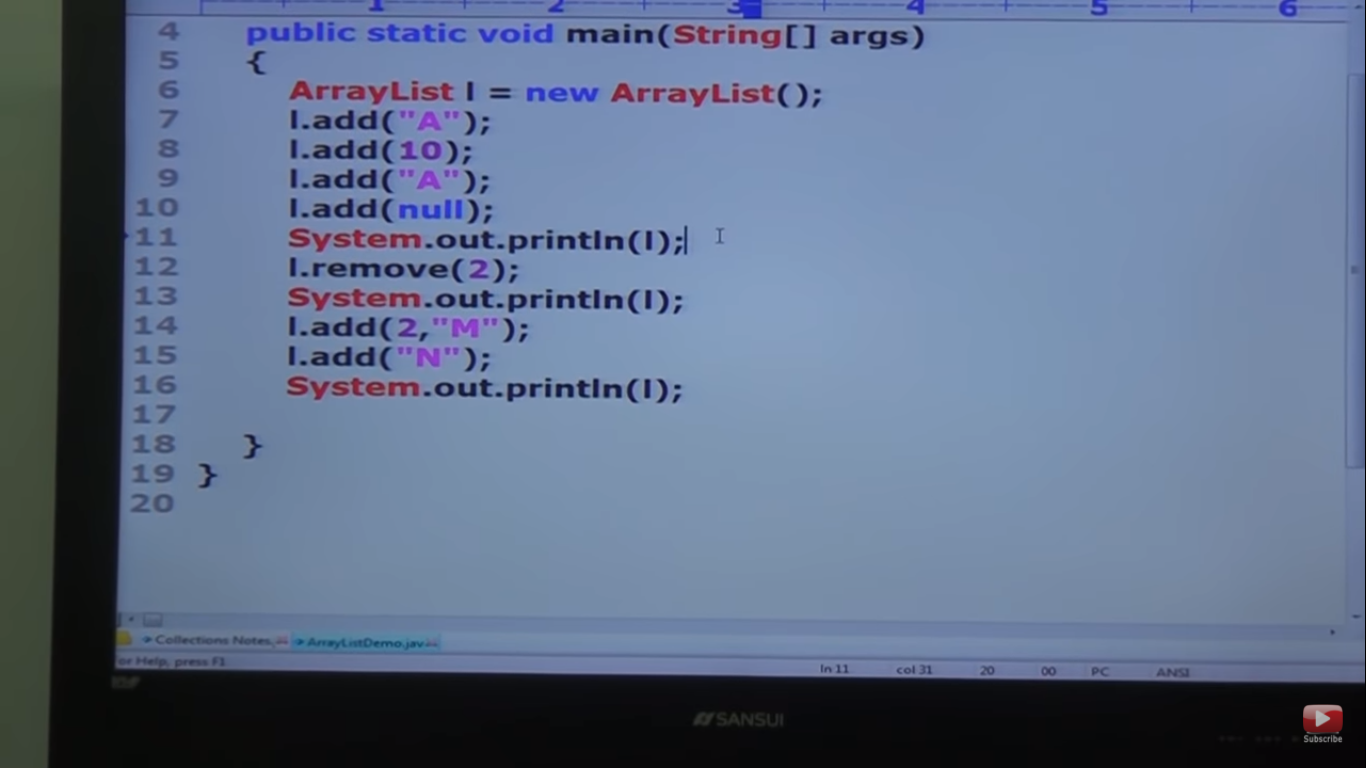 1 2 3 4 5 6
4 public static void main(String[] args)
5 {
6 ArrayList l = new ArrayList();
7 l.add("A");
8 l.add(10);
9 l.add("A");
10 l.add(null);
11 System.out.println(l);
12 l.remove(2);
13 System.out.println(l);
14 l.add(2,"M");
15 l.add("N");
16 System.out.println(l);
17
18 }
19 }
20
Collections Notes. ArrayListDemo.jav
or Help, press F1 ln 11 col 31 20 00 PC ANSI
SANSUI
Subscribe